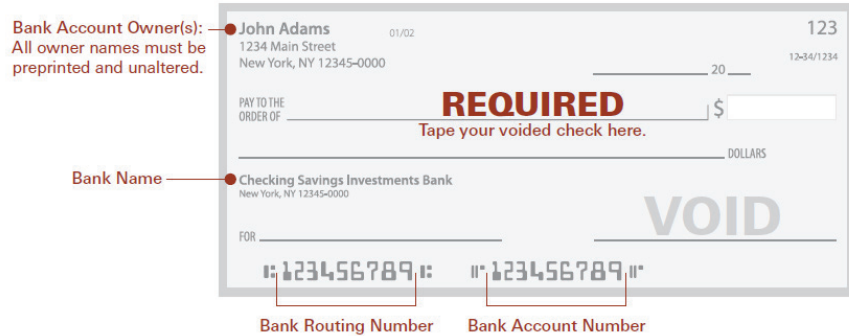 Bank Account Owner(s):
All owner names must be
preprinted and unaltered.
John Adams 01/02 123
1234 Main Street
New York, NY 12345-0000
12-34/1234
20
PAY TO THE
ORDER OF
REQUIRED
$
Tape your voided check here.
DOLLARS
Bank Name
Checking Savings Investments Bank
New York, NY 12345-0000
VOID
FOR
⑆123456789⑆ ⑈123456789⑈
Bank Routing Number Bank Account Number